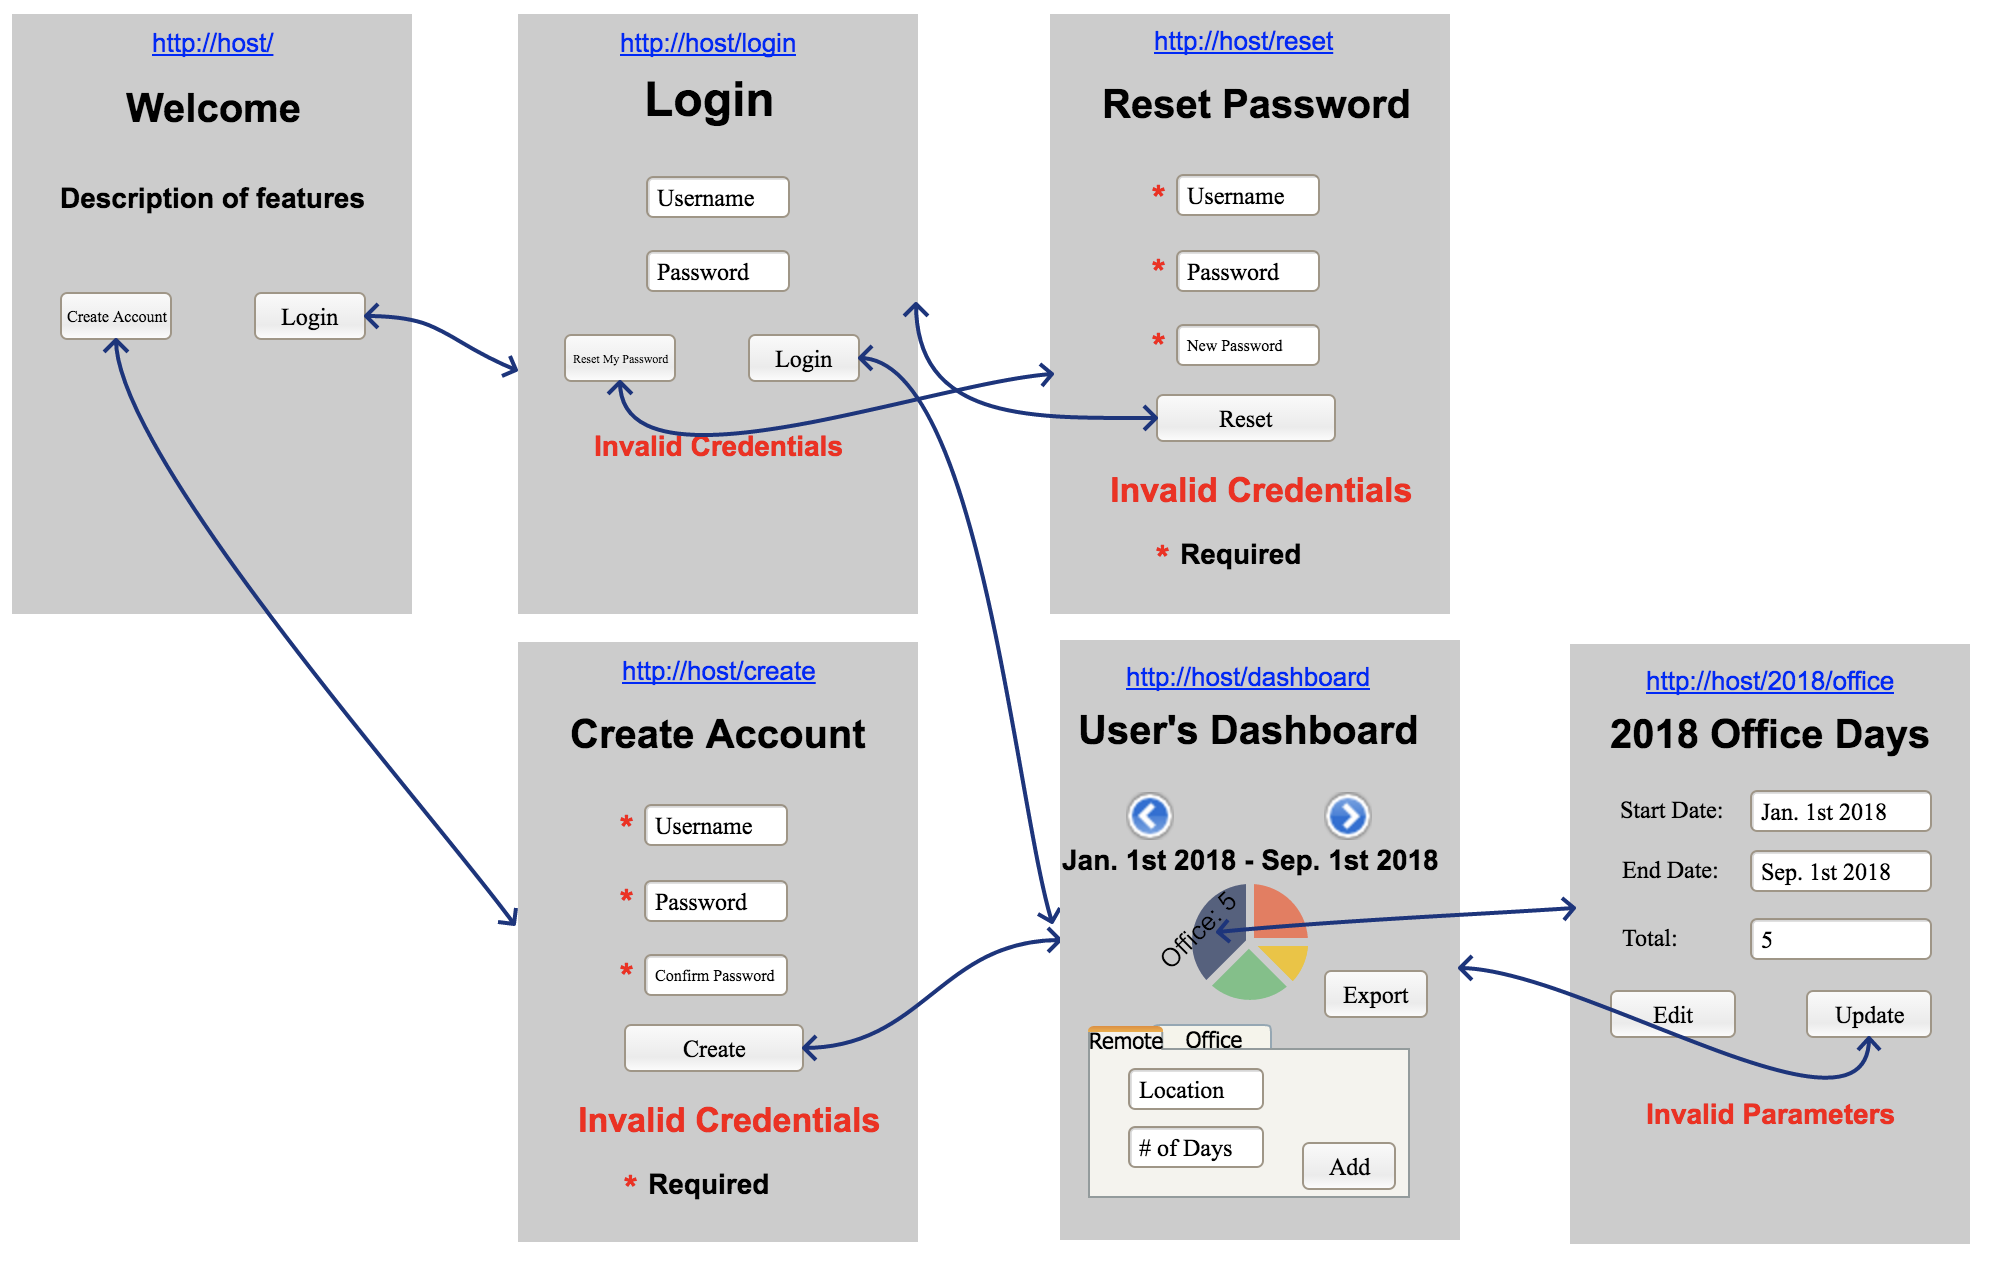 http://host/
Welcome
Description of features
Create Account
Login
http://host/login
Login
Username
Password
Reset My Password
Login
Invalid Credentials
http://host/reset
Reset Password
* Username
* Password
* New Password
Reset
Invalid Credentials
* Required
http://host/create
Create Account
* Username
* Password
* Confirm Password
Create
Invalid Credentials
* Required
http://host/dashboard
User's Dashboard
Jan. 1st 2018 - Sep. 1st 2018
Office: 5
Export
Remote Office
Location
# of Days
Add
http://host/2018/office
2018 Office Days
Start Date: Jan. 1st 2018
End Date: Sep. 1st 2018
Total: 5
Edit Update
Invalid Parameters